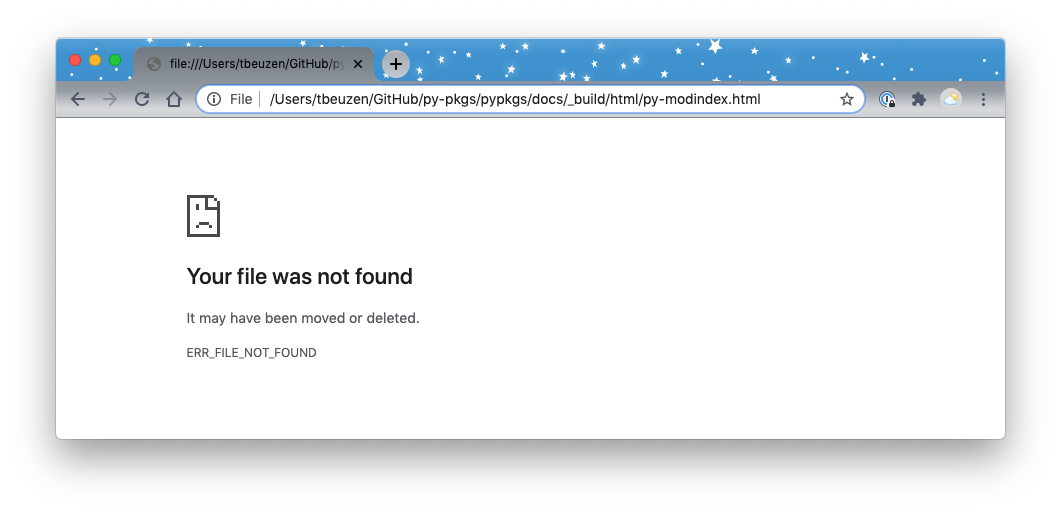 file:///Users/tbeuzen/GitHub/py
File /Users/tbeuzen/GitHub/py-pkgs/pypkgs/docs/_build/html/py-modindex.html
Your file was not found
It may have been moved or deleted.
ERR_FILE_NOT_FOUND